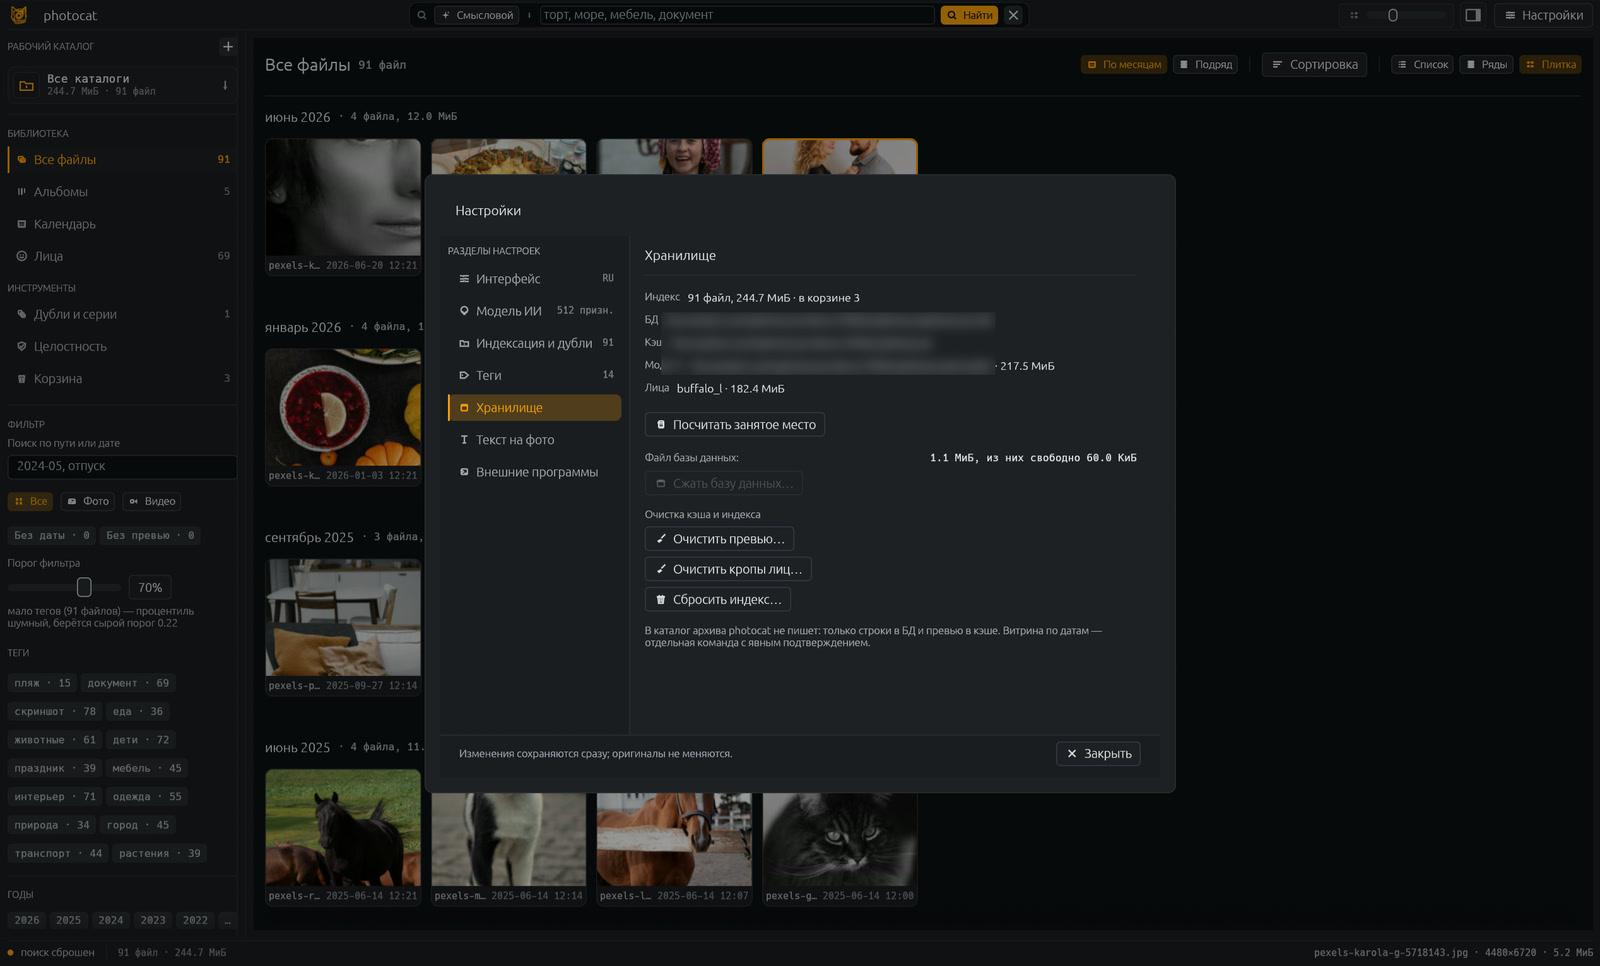 photocat
Смысловой
торт, море, мебель, документ
Найти
Настройки
РАБОЧИЙ КАТАЛОГ
Все каталоги
244.7 МиБ · 91 файл
БИБЛИОТЕКА
Все файлы 91
Альбомы 5
Календарь
Лица 69
ИНСТРУМЕНТЫ
Дубли и серии 1
Целостность
Корзина 3
ФИЛЬТР
Поиск по пути или дате
2024-05, отпуск
Все Фото Видео
Без даты · 0 Без превью · 0
Порог фильтра
70%
мало тегов (91 файлов) — процентиль
шумный, берётся сырой порог 0.22
ТЕГИ
пляж · 15 документ · 69
скриншот · 78 еда · 36
животные · 61 дети · 72
праздник · 39 мебель · 45
интерьер · 71 одежда · 55
природа · 34 город · 45
транспорт · 44 растения · 39
ГОДЫ
2026 2025 2024 2023 2022 …
Все файлы 91 файл
По месяцам Подряд Сортировка Список Ряды Плитка
июнь 2026 · 4 файла, 12.0 МиБ
pexels-k… 2026-06-20 12:21
январь 2026 · 4 файла, 1
pexels-k… 2026-01-03 12:21
сентябрь 2025 · 3 файла,
pexels-p… 2025-09-27 12:14
июнь 2025 · 4 файла, 11.
pexels-r… 2025-06-14 12:21
pexels-m… 2025-06-14 12:14
pexels-l… 2025-06-14 12:07
pexels-g… 2025-06-14 12:00
Настройки
РАЗДЕЛЫ НАСТРОЕК
Интерфейс RU
Модель ИИ 512 призн.
Индексация и дубли 91
Теги 14
Хранилище
Текст на фото
Внешние программы
Хранилище
Индекс 91 файл, 244.7 МиБ · в корзине 3
БД
Кэш
· 217.5 МиБ
Лица buffalo_l · 182.4 МиБ
Посчитать занятое место
Файл базы данных: 1.1 МиБ, из них свободно 60.0 КиБ
Сжать базу данных…
Очистка кэша и индекса
Очистить превью…
Очистить кропы лиц…
Сбросить индекс…
В каталог архива photocat не пишет: только строки в БД и превью в кэше. Витрина по датам —
отдельная команда с явным подтверждением.
Изменения сохраняются сразу; оригиналы не меняются.
Закрыть
поиск сброшен 91 файл · 244.7 МиБ
pexels-karola-g-5718143.jpg · 4480×6720 · 5.2 МиБ